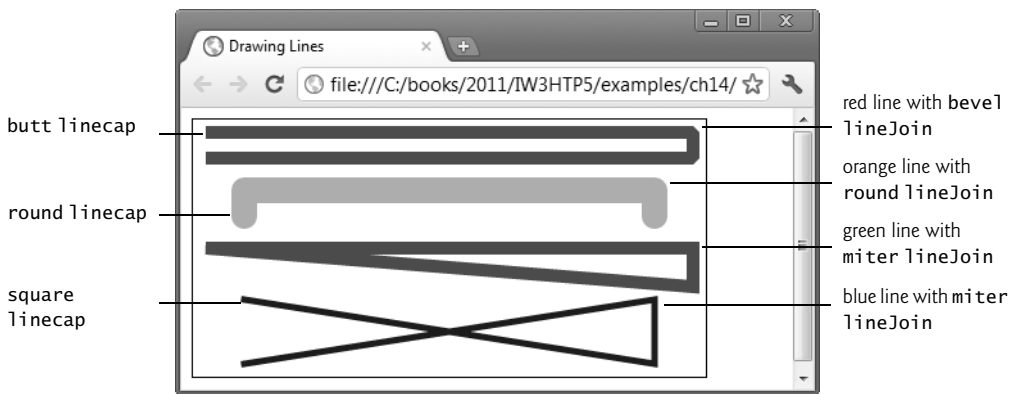 Drawing Lines
file:///C:/books/2011/IW3HTP5/examples/ch14/
butt linecap
round linecap
square
linecap
red line with bevel
lineJoin
orange line with
round lineJoin
green line with
miter lineJoin
blue line with miter
lineJoin